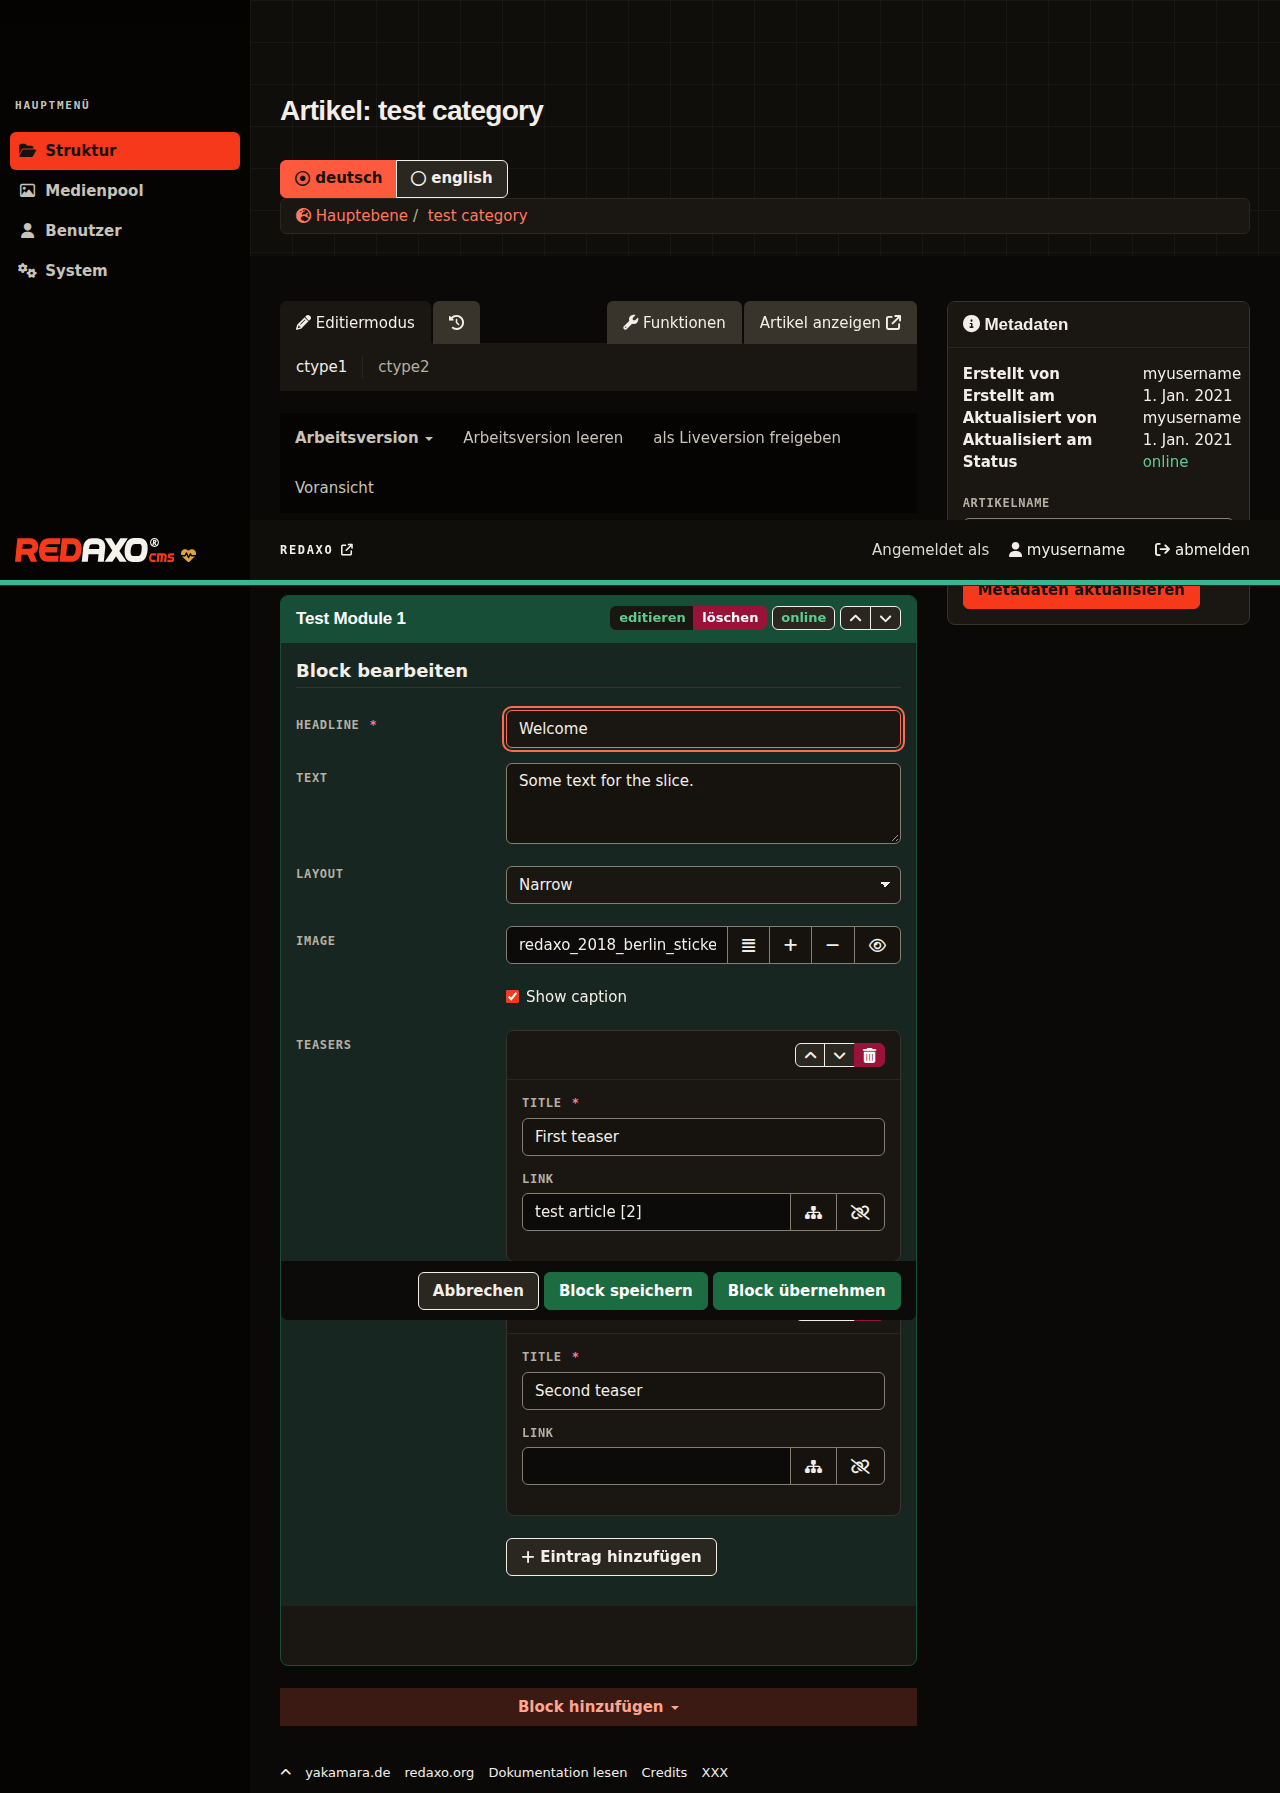 HAUPTMENÜ
Struktur
Medienpool
Benutzer
System
Artikel: test category
deutsch
english
Hauptebene / test category
Editiermodus
Funktionen
Artikel anzeigen
ctype1
ctype2
Arbeitsversion
Arbeitsversion leeren
als Liveversion freigeben
Voransicht
Metadaten
Erstellt von myusername
Erstellt am 1. Jan. 2021
Aktualisiert von myusername
Aktualisiert am 1. Jan. 2021
Status online
ARTIKELNAME
REDAXO® cms
REDAXO
Angemeldet als myusername
abmelden
Metadaten aktualisieren
Test Module 1
editieren
löschen
online
Block bearbeiten
HEADLINE *
Welcome
TEXT
Some text for the slice.
LAYOUT
Narrow
IMAGE
redaxo_2018_berlin_sticke
Show caption
TEASERS
TITLE *
First teaser
LINK
test article [2]
Abbrechen
Block speichern
Block übernehmen
TITLE *
Second teaser
LINK
Eintrag hinzufügen
Block hinzufügen
yakamara.de
redaxo.org
Dokumentation lesen
Credits
XXX